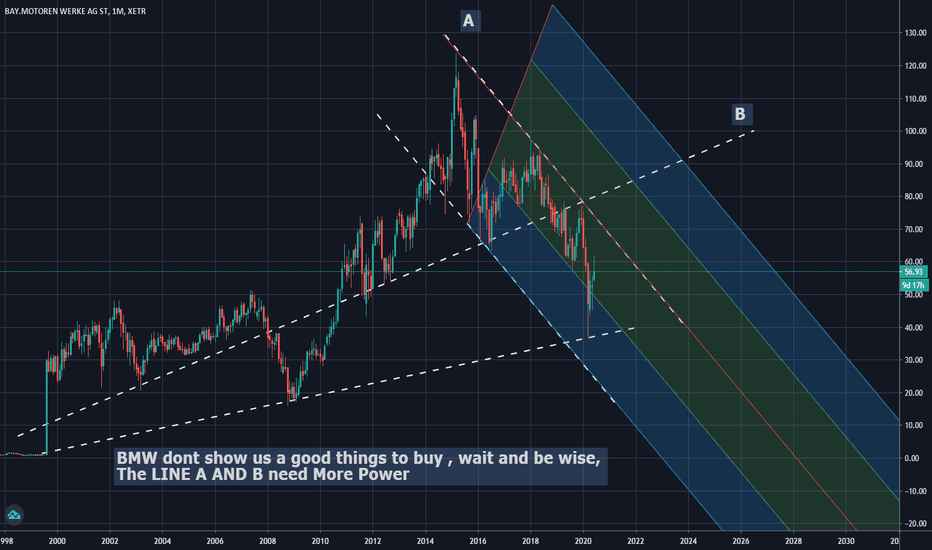 BAY.MOTOREN WERKE AG ST, 1M, XETR
A
B
130.00
120.00
110.00
100.00
90.00
80.00
70.00
60.00
56.93
9d 17h
50.00
40.00
30.00
20.00
10.00
0.00
-10.00
-20.00
BMW dont show us a good things to buy , wait and be wise,
The LINE A AND B need More Power
998 2000 2002 2004 2006 2008 2010 2012 2014 2016 2018 2020 2022 2024 2026 2028 2030 20